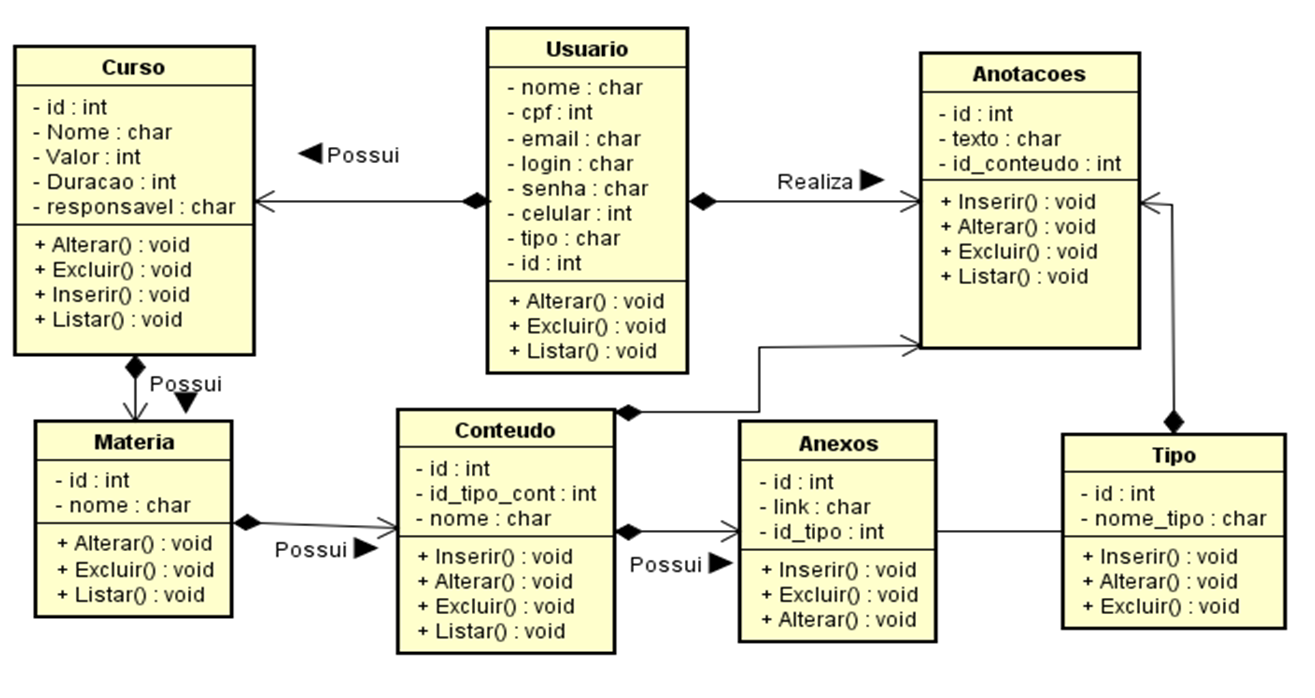 Curso
- id : int
- Nome : char
- Valor : int
- Duracao : int
- responsavel : char
+ Alterar() : void
+ Excluir() : void
+ Inserir() : void
+ Listar() : void
Possui
Usuario
- nome : char
- cpf : int
- email : char
- login : char
- senha : char
- celular : int
- tipo : char
- id : int
+ Alterar() : void
+ Excluir() : void
+ Listar() : void
Realiza
Anotacoes
- id : int
- texto : char
- id_conteudo : int
+ Inserir() : void
+ Alterar() : void
+ Excluir() : void
+ Listar() : void
Possui
Materia
- id : int
- nome : char
+ Alterar() : void
+ Excluir() : void
+ Listar() : void
Possui
Conteudo
- id : int
- id_tipo_cont : int
- nome : char
+ Inserir() : void
+ Alterar() : void
+ Excluir() : void
+ Listar() : void
Possui
Anexos
- id : int
- link : char
- id_tipo : int
+ Inserir() : void
+ Excluir() : void
+ Alterar() : void
Tipo
- id : int
- nome_tipo : char
+ Inserir() : void
+ Alterar() : void
+ Excluir() : void